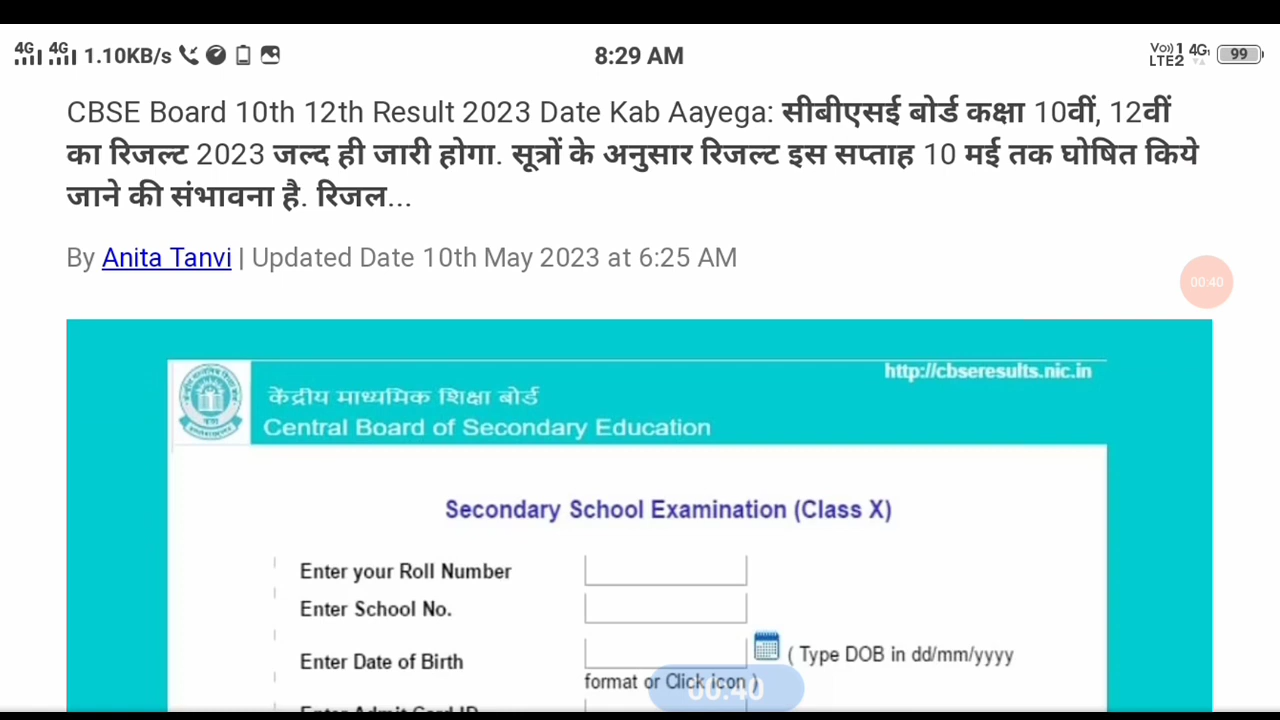 4G 4G 1.10KB/s 8:29 AM Vo)) 1 4G LTE2 99
CBSE Board 10th 12th Result 2023 Date Kab Aayega: सीबीएसई बोर्ड कक्षा 10वीं, 12वीं
का रिजल्ट 2023 जल्द ही जारी होगा. सूत्रों के अनुसार रिजल्ट इस सप्ताह 10 मई तक घोषित किये
जाने की संभावना है. रिजल...
By Anita Tanvi | Updated Date 10th May 2023 at 6:25 AM
00:40
http://cbseresults.nic.in
केंद्रीय माध्यमिक शिक्षा बोर्ड
Central Board of Secondary Education
Secondary School Examination (Class X)
Enter your Roll Number
Enter School No.
Enter Date of Birth ( Type DOB in dd/mm/yyyy
format or Click icon )
00:40
Enter Admit Card ID